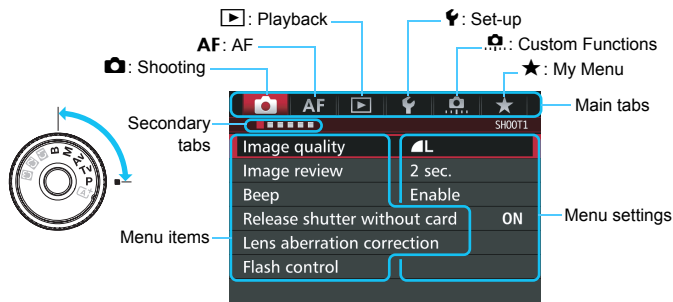 ▶: Playback
: Set-up
AF: AF
: Custom Functions
: Shooting
★: My Menu
AF
Main tabs
Secondary tabs
SHOOT1
Image quality L
Image review 2 sec.
Beep Enable
Release shutter without card ON
Lens aberration correction
Flash control
Menu items
Menu settings
B
M
Av
Tv
P
A+